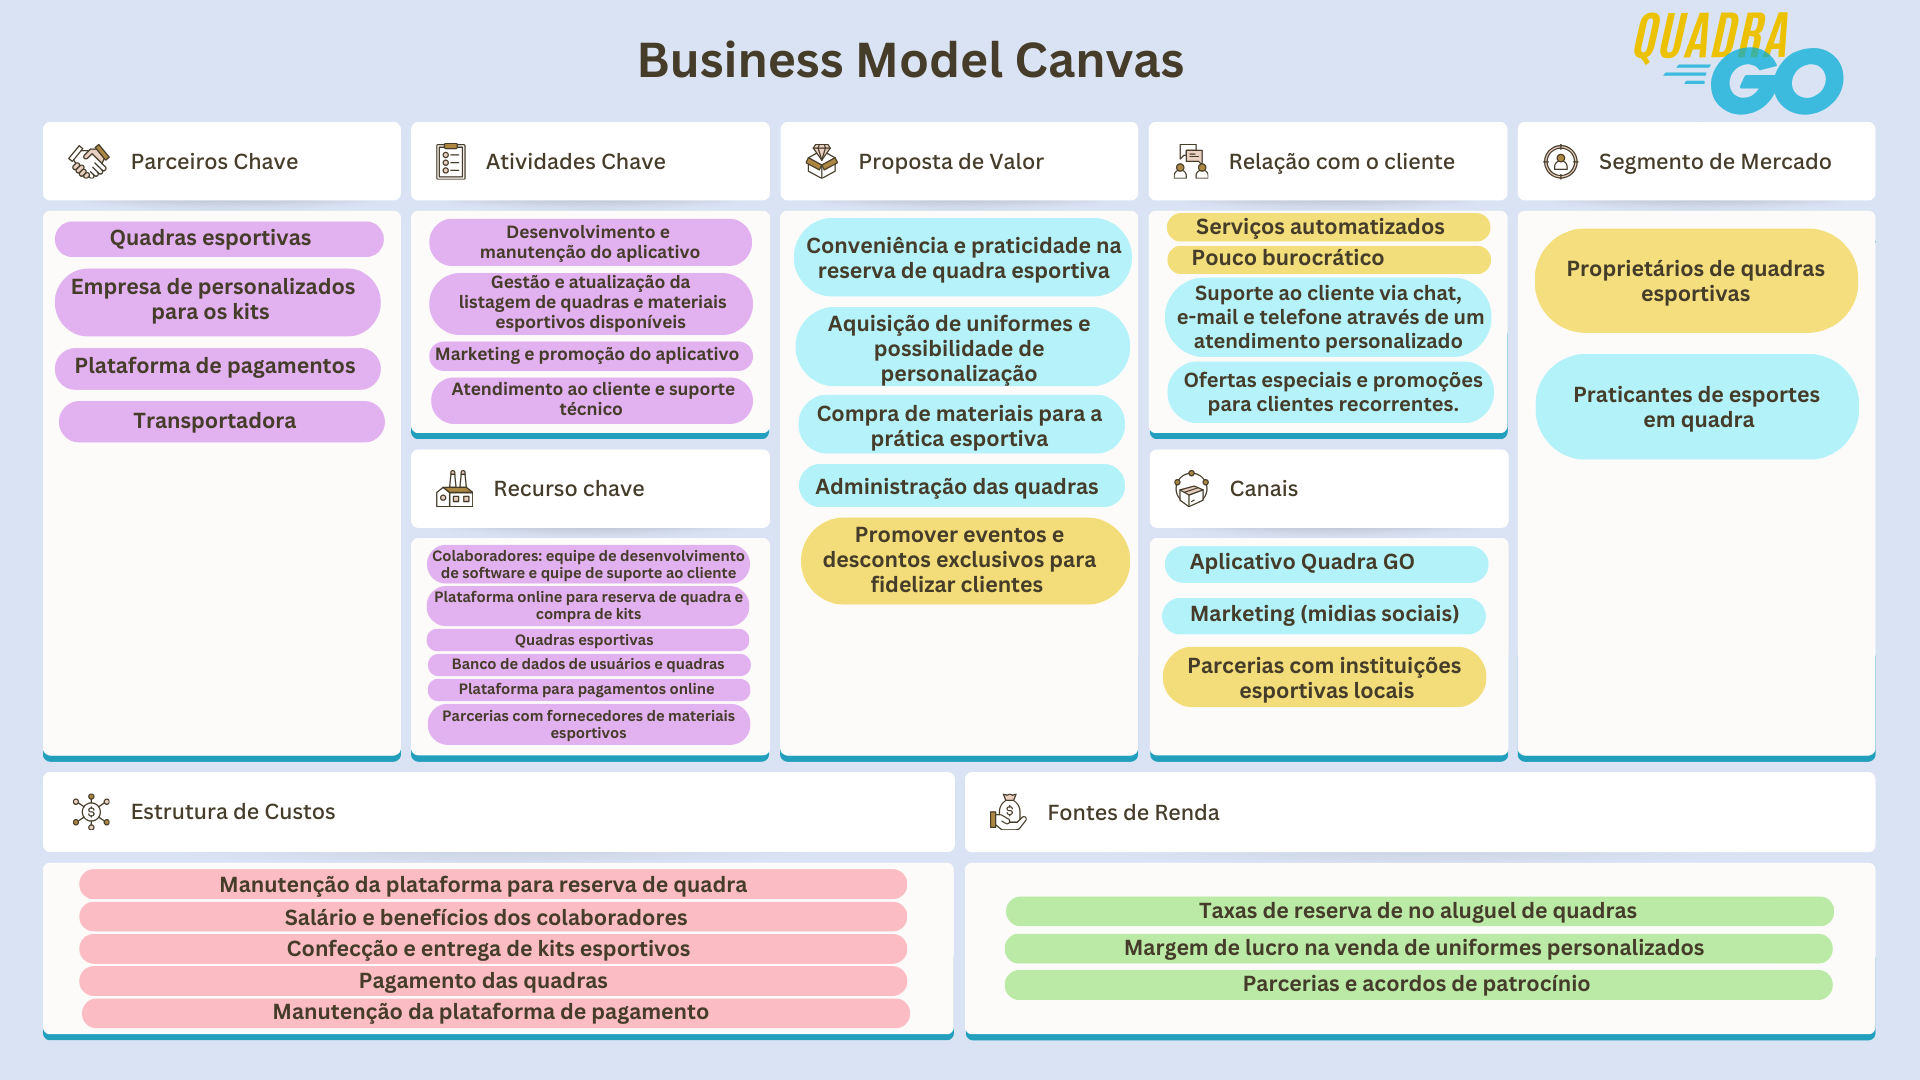 Business Model Canvas
QUADRA
GO
Parceiros Chave
Quadras esportivas
Empresa de personalizados
para os kits
Plataforma de pagamentos
Transportadora
Atividades Chave
Desenvolvimento e
manutenção do aplicativo
Gestão e atualização da
listagem de quadras e materiais
esportivos disponíveis
Marketing e promoção do aplicativo
Atendimento ao cliente e suporte
técnico
Recurso chave
Colaboradores: equipe de desenvolvimento
de software e quipe de suporte ao cliente
Plataforma online para reserva de quadra e
compra de kits
Quadras esportivas
Banco de dados de usuários e quadras
Plataforma para pagamentos online
Parcerias com fornecedores de materiais
esportivos
Proposta de Valor
Conveniência e praticidade na
reserva de quadra esportiva
Aquisição de uniformes e
possibilidade de
personalização
Compra de materiais para a
prática esportiva
Administração das quadras
Promover eventos e
descontos exclusivos para
fidelizar clientes
Relação com o cliente
Serviços automatizados
Pouco burocrático
Suporte ao cliente via chat,
e-mail e telefone através de um
atendimento personalizado
Ofertas especiais e promoções
para clientes recorrentes.
Canais
Aplicativo Quadra GO
Marketing (midias sociais)
Parcerias com instituições
esportivas locais
Segmento de Mercado
Proprietários de quadras
esportivas
Praticantes de esportes
em quadra
Estrutura de Custos
Manutenção da plataforma para reserva de quadra
Salário e benefícios dos colaboradores
Confecção e entrega de kits esportivos
Pagamento das quadras
Manutenção da plataforma de pagamento
Fontes de Renda
Taxas de reserva de no aluguel de quadras
Margem de lucro na venda de uniformes personalizados
Parcerias e acordos de patrocínio